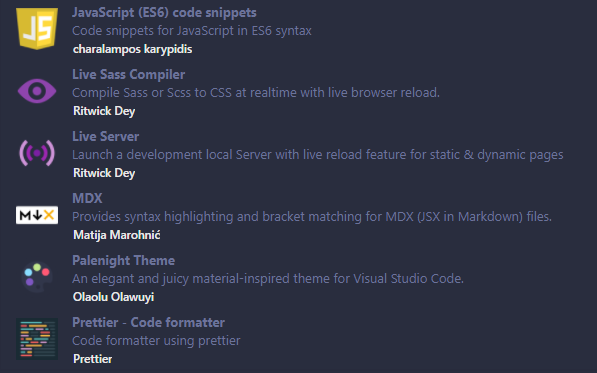 JS
JavaScript (ES6) code snippets
Code snippets for JavaScript in ES6 syntax
charalampos karypidis
Live Sass Compiler
Compile Sass or Scss to CSS at realtime with live browser reload.
Ritwick Dey
Live Server
Launch a development local Server with live reload feature for static & dynamic pages
Ritwick Dey
M↓X
MDX
Provides syntax highlighting and bracket matching for MDX (JSX in Markdown) files.
Matija Marohnić
Palenight Theme
An elegant and juicy material-inspired theme for Visual Studio Code.
Olaolu Olawuyi
Prettier - Code formatter
Code formatter using prettier
Prettier